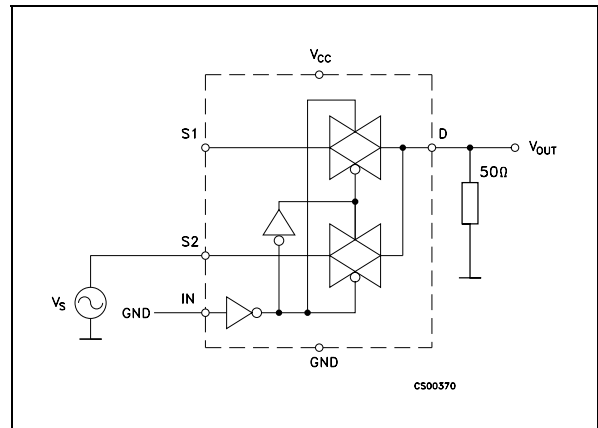 VCC
S1
D
VOUT
50Ω
S2
IN
VS
GND
GND
CS00370